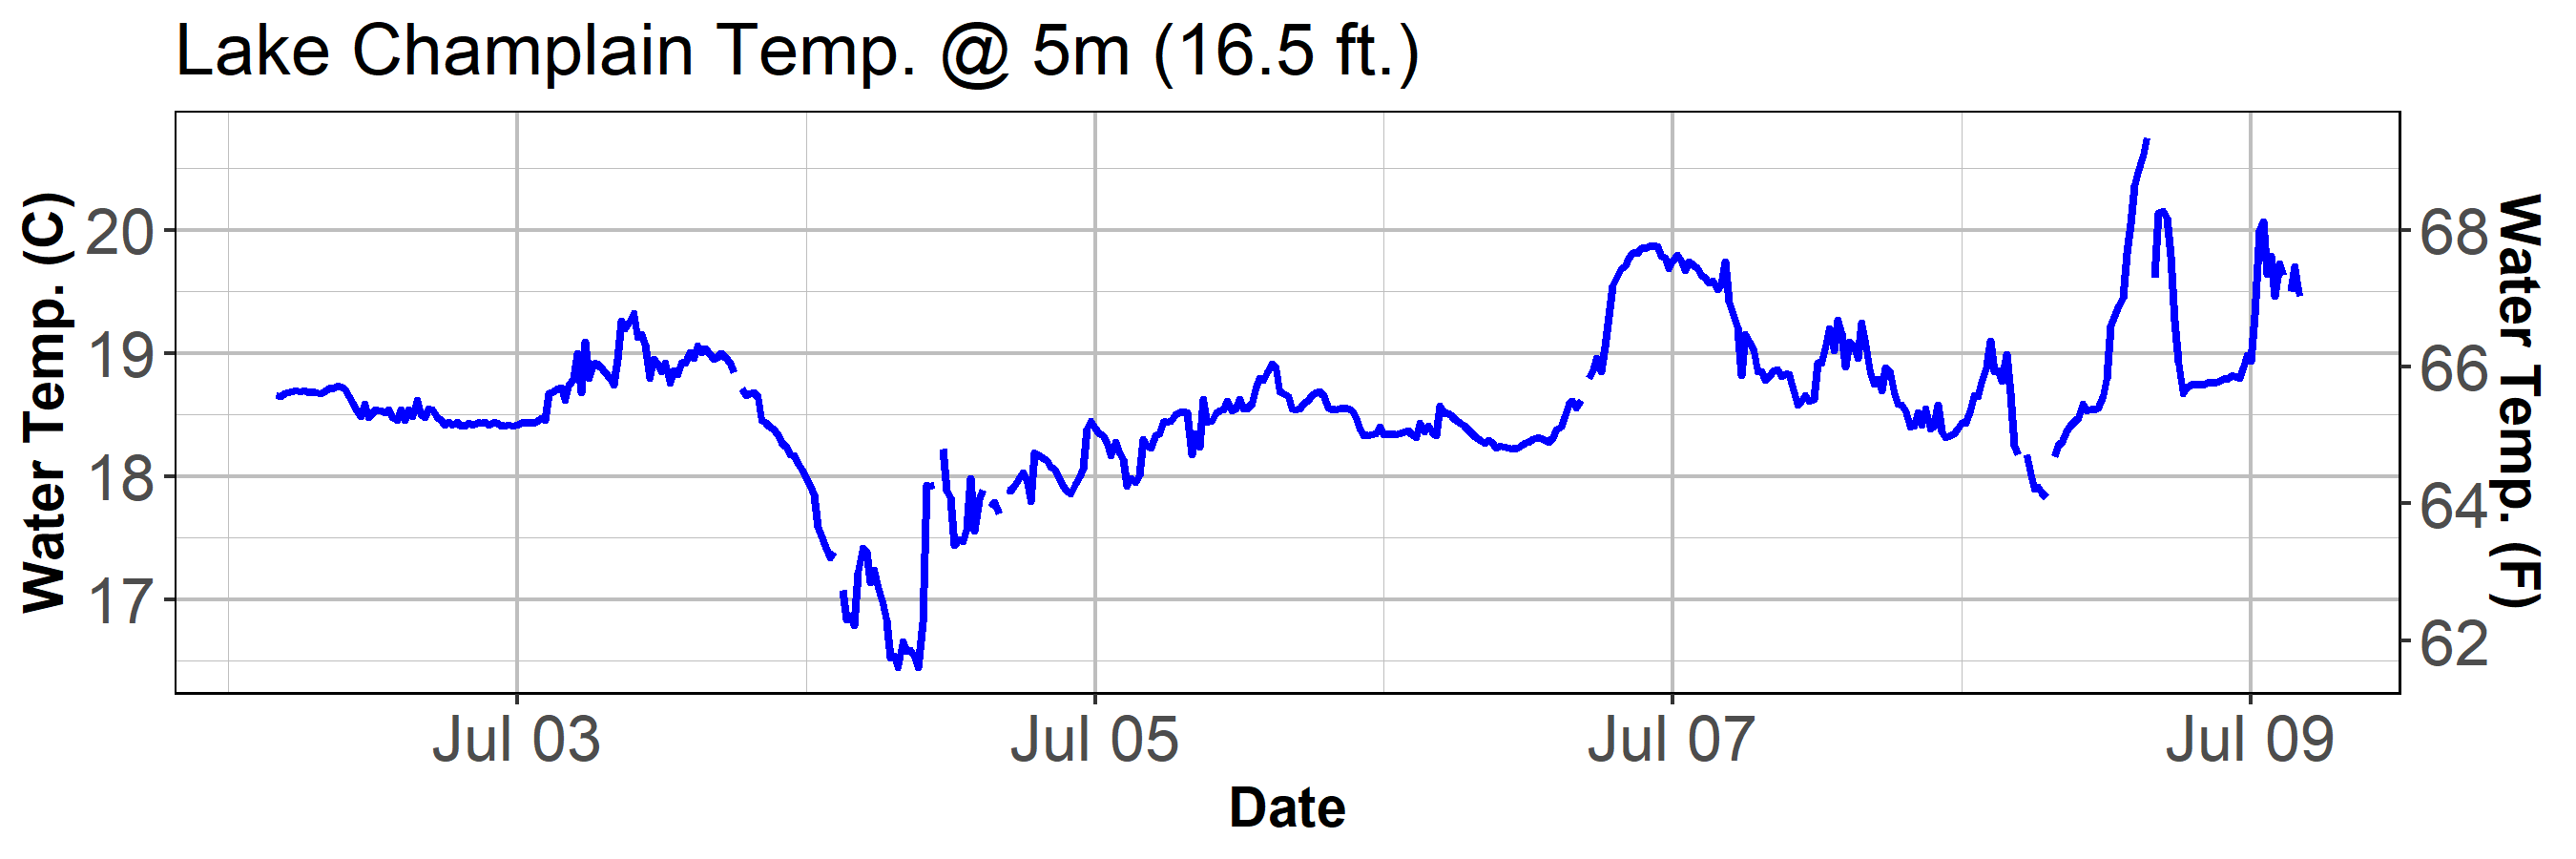 Lake Champlain Temp. @ 5m (16.5 ft.)
Water Temp. (C)
20
19
18
17
68
66
64
62
Water Temp. (F)
Jul 03
Jul 05
Jul 07
Jul 09
Date